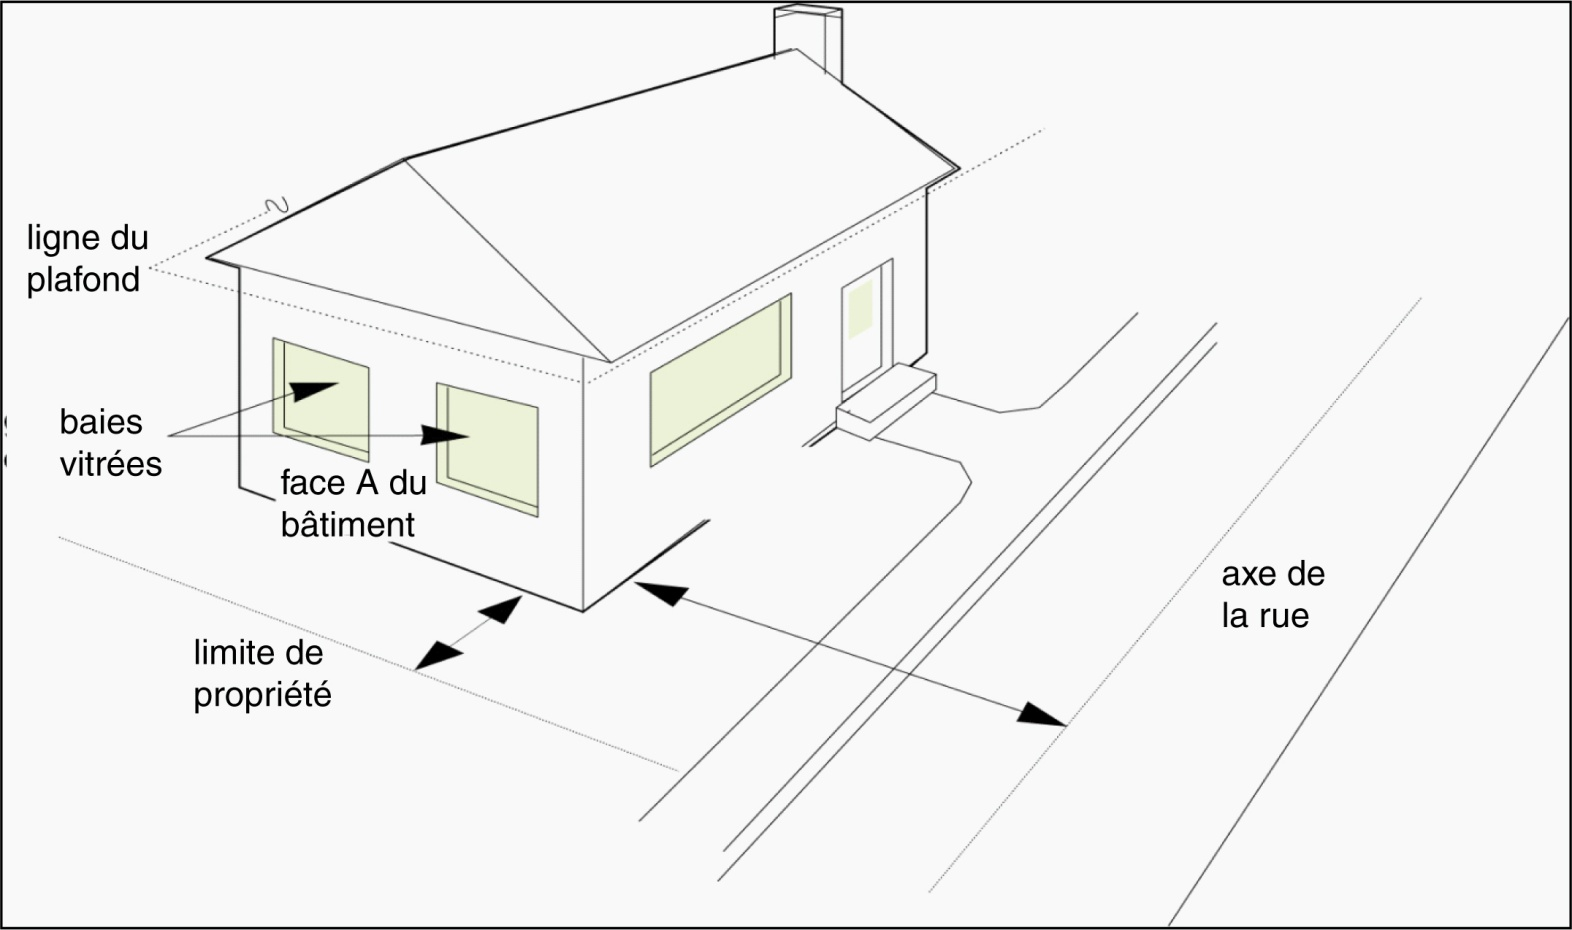 ligne du
plafond
baies
vitrées
face A du
bâtiment
limite de
propriété
axe de
la rue